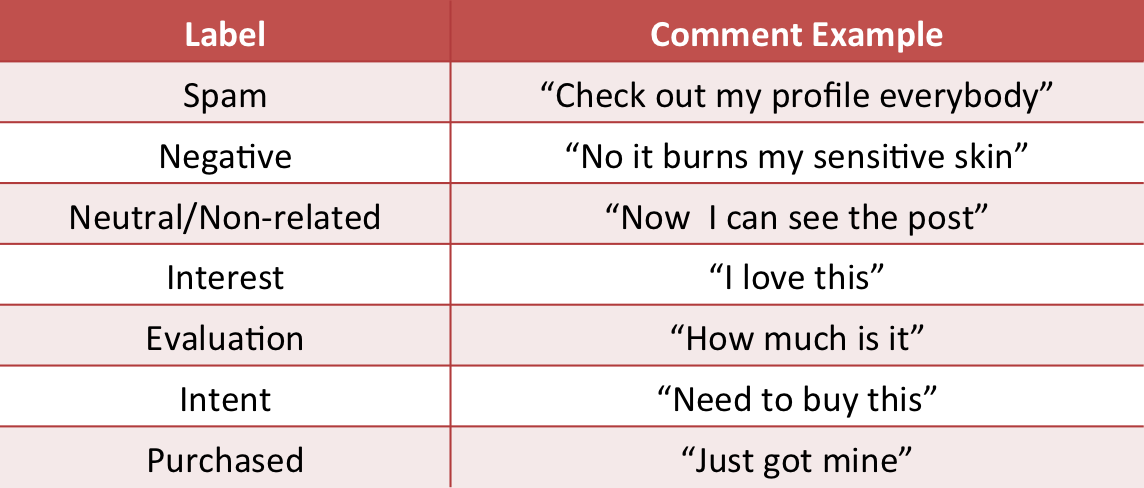 Label Comment Example
Spam “Check out my profile everybody”
Negative “No it burns my sensitive skin”
Neutral/Non-related “Now  I can see the post”
Interest “I love this”
Evaluation “How much is it”
Intent “Need to buy this”
Purchased “Just got mine”